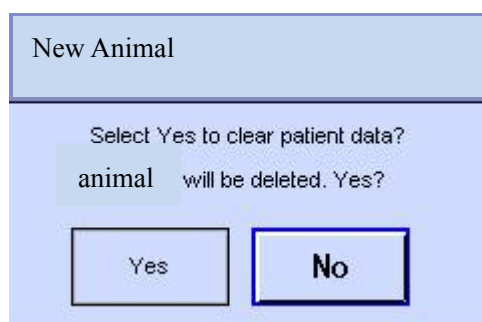 New Animal
Select Yes to clear patient data?
animal will be deleted. Yes?
Yes
No